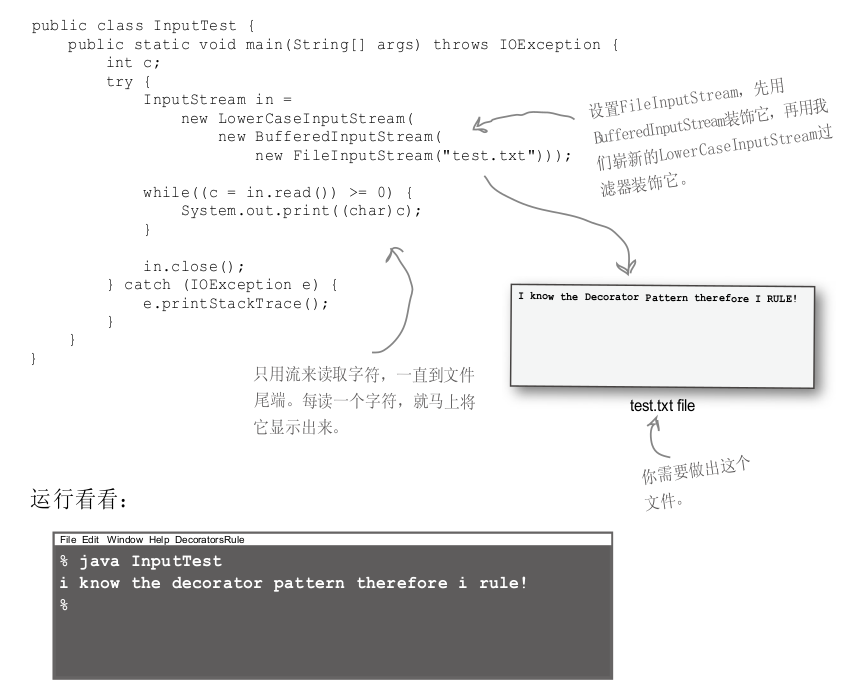 public class InputTest {
public static void main(String[] args) throws IOException {
int c;
try {
InputStream in =
new LowerCaseInputStream(
new BufferedInputStream(
new FileInputStream("test.txt")));
设置FileInputStream，先用
BufferedInputStream装饰它，再用我
们崭新的LowerCaseInputStream过
滤器装饰它。
while((c = in.read()) >= 0) {
System.out.print((char)c);
}
in.close();
} catch (IOException e) {
e.printStackTrace();
}
}
}
I know the Decorator Pattern therefore I RULE!
test.txt file
只用流来读取字符，一直到文件
尾端。每读一个字符，就马上将
它显示出来。
你需要做出这个
文件。
运行看看：
File Edit Window Help DecoratorsRule
% java InputTest
i know the decorator pattern therefore i rule!
%